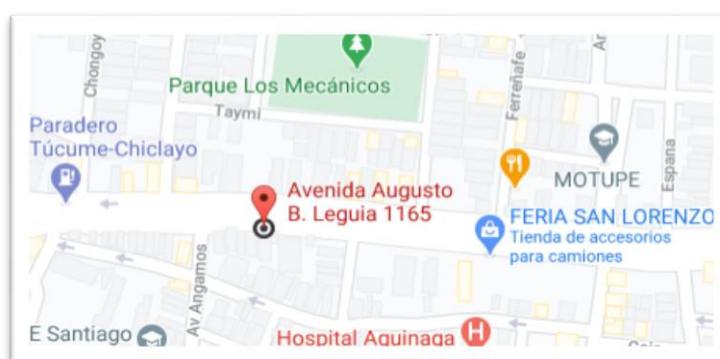 Chongoy
Parque Los Mecánicos
Taymi
Ferreñafe
Paradero
Túcume-Chiclayo
MOTUPE
Espana
Avenida Augusto
B. Leguia 1165
FERIA SAN LORENZO
Tienda de accesorios
para camiones
Av Angamos
E Santiago
Hospital Aguinaga
H